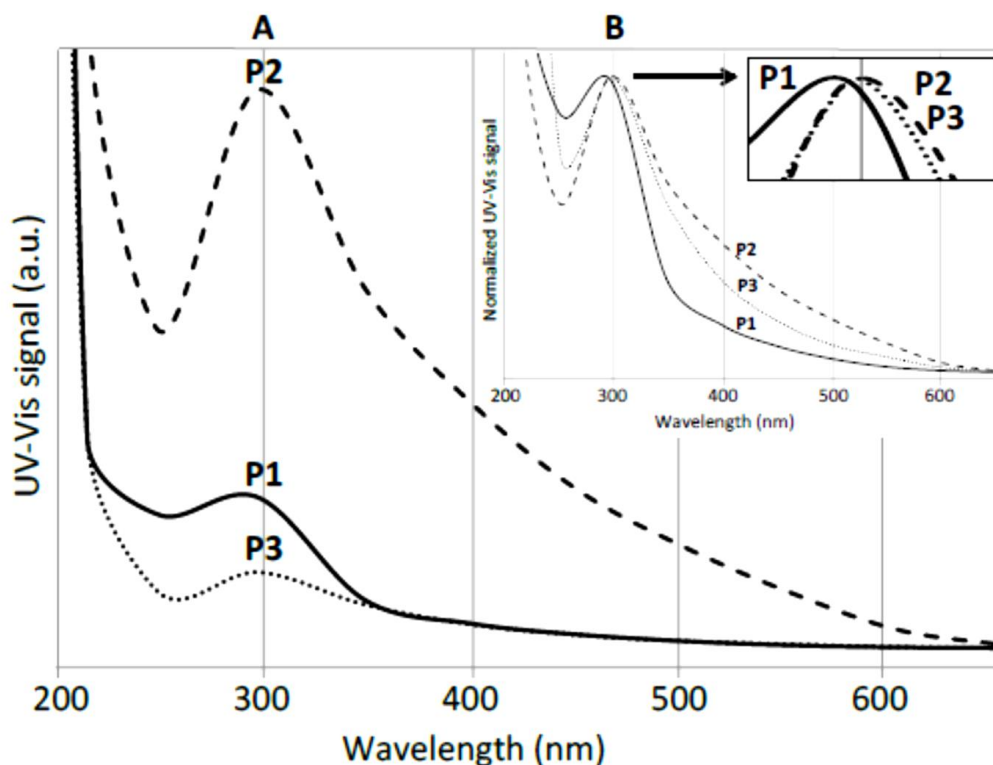 A
B
P2
P1
P3
UV-Vis signal (a.u.)
200
300
400
500
600
Wavelength (nm)
Normalized UV-Vis signal
P2
P3
P1
200
300
400
500
600
Wavelength (nm)
P1
P2
P3